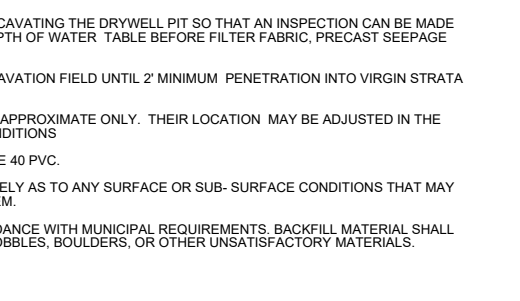 CAVATING THE DRYWELL PIT SO THAT AN INSPECTION CAN BE MADE
PTH OF WATER TABLE BEFORE FILTER FABRIC, PRECAST SEEPAGE
AVATION FIELD UNTIL 2' MINIMUM PENETRATION INTO VIRGIN STRATA
APPROXIMATE ONLY. THEIR LOCATION MAY BE ADJUSTED IN THE
NDITIONS
E 40 PVC.
ELY AS TO ANY SURFACE OR SUB- SURFACE CONDITIONS THAT MAY
EM.
DANCE WITH MUNICIPAL REQUIREMENTS. BACKFILL MATERIAL SHALL
OBBLES, BOULDERS, OR OTHER UNSATISFACTORY MATERIALS.